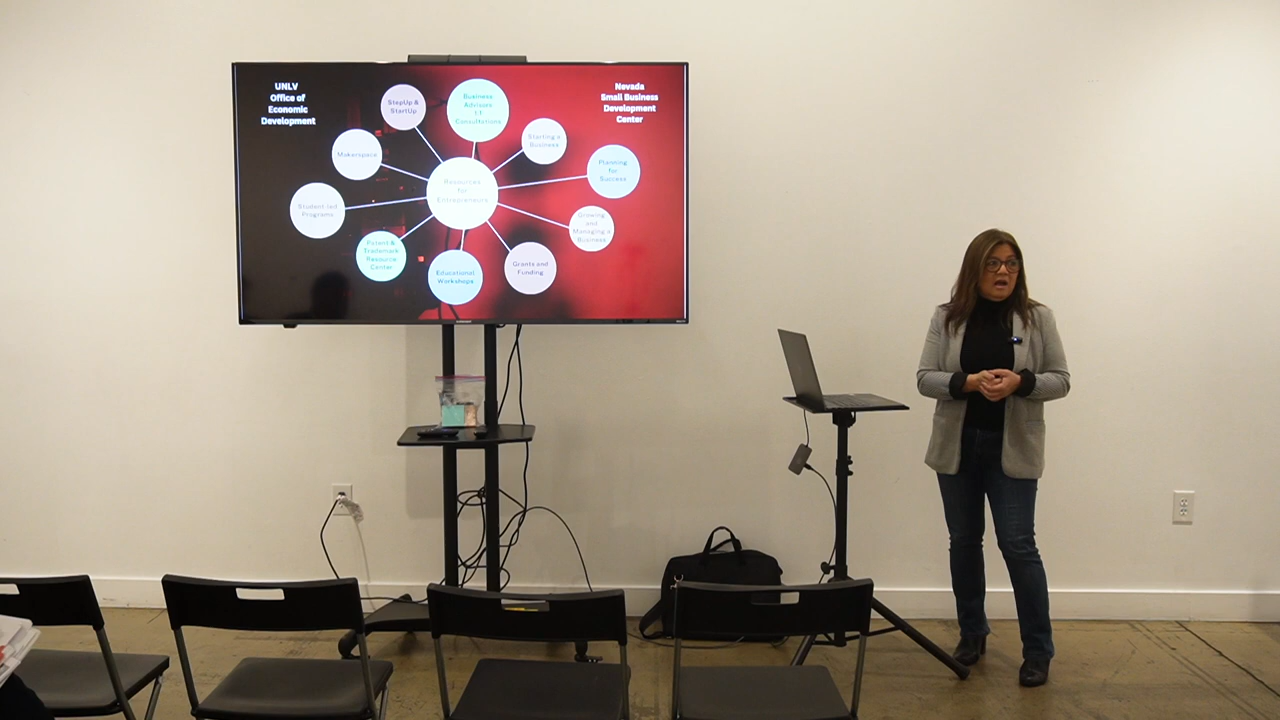 UNLV
Office of
Economic
Development
Nevada
Small Business
Development
Center
StepUp &
StartUp
Business
Advisors
1:1
Consultations
Starting a
Business
Makerspace
Planning
for
Success
Resources
for
Entrepreneurs
Student-led
Programs
Growing
and
Managing a
Business
Patent &
Trademark
Resource
Center
Educational
Workshops
Grants and
Funding